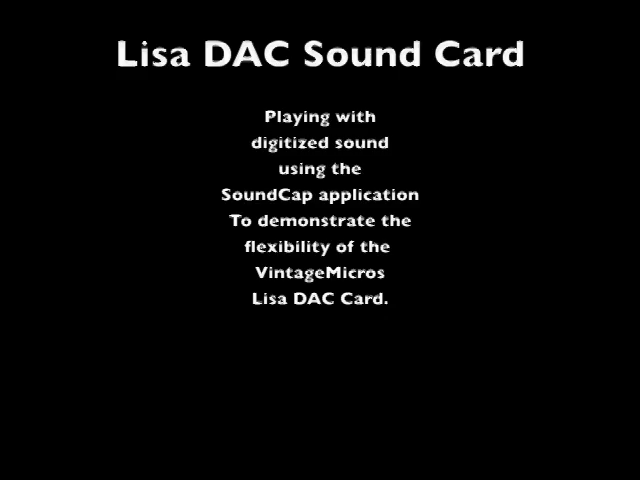 Lisa DAC Sound Card
Playing with
digitized sound
using the
SoundCap application
To demonstrate the
flexibility of the
VintageMicros
Lisa DAC Card.